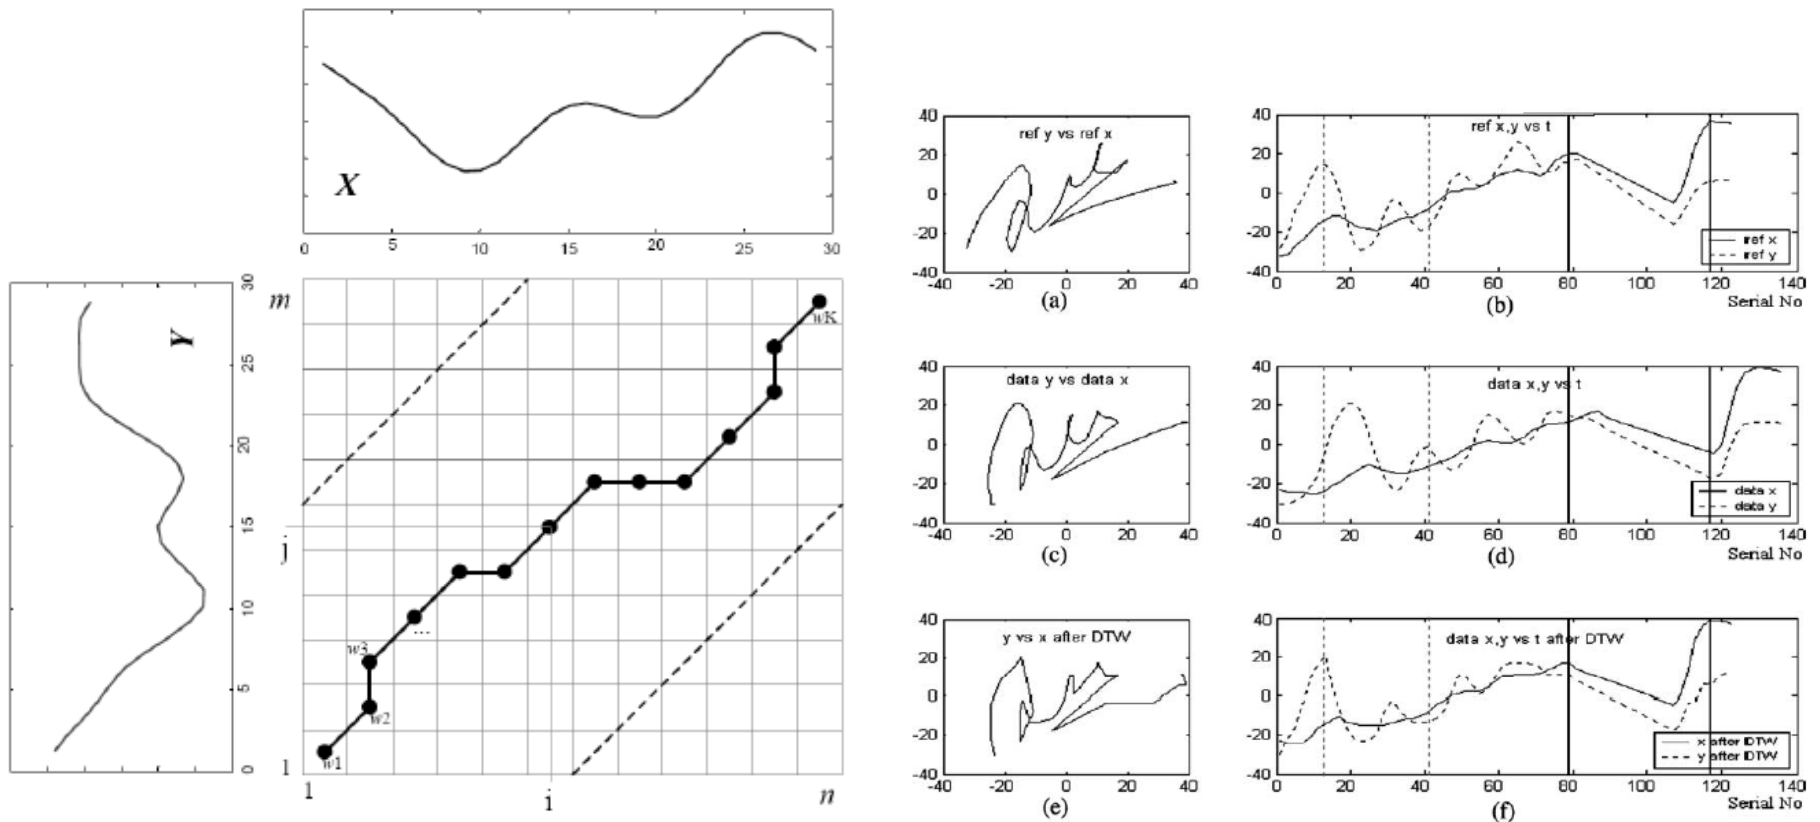 X
0 5 10 15 20 25 30
Y
0 5 10 15 20 25 30
m
j
1
1 i n
w1
w2
w3
...
wK
ref y vs ref x
40
20
0
-20
-40
-40 -20 0 20 40
(a)
ref x,y vs t
40
20
0
-20
-40
ref x
ref y
0 20 40 60 80 100 120 140
(b)
Serial No
data y vs data x
40
20
0
-20
-40
-40 -20 0 20 40
(c)
data x,y vs t
40
20
0
-20
-40
data x
data y
0 20 40 60 80 100 120 140
(d)
Serial No
y vs x after DTW
40
20
0
-20
-40
-40 -20 0 20 40
(e)
data x,y vs t after DTW
40
20
0
-20
-40
x after DTW
y after DTW
0 20 40 60 80 100 120 140
(f)
Serial No